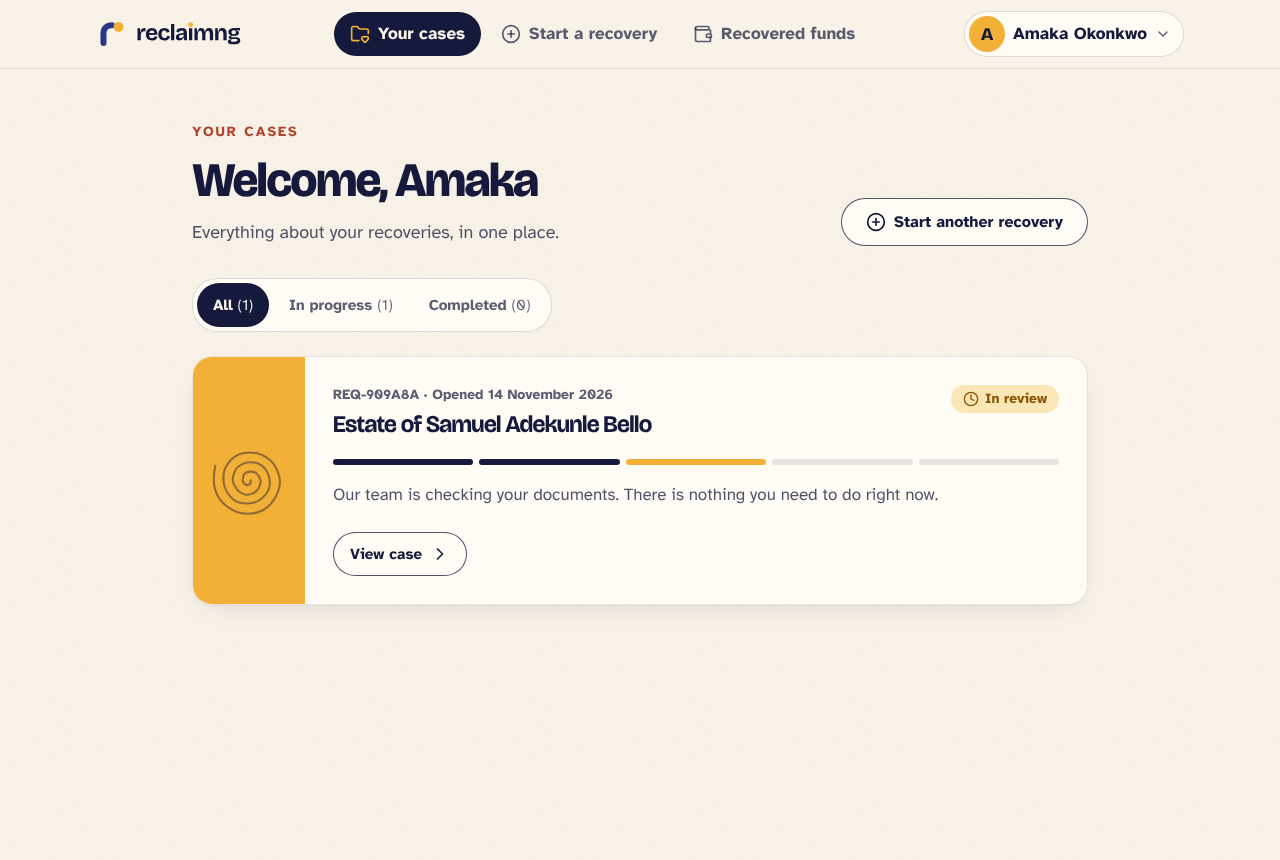 reclaimng
Your cases
Start a recovery
Recovered funds
A
Amaka Okonkwo
YOUR CASES
Welcome, Amaka
Everything about your recoveries, in one place.
Start another recovery
All (1)
In progress (1)
Completed (0)
REQ-909A8A · Opened 14 November 2026
In review
Estate of Samuel Adekunle Bello
Our team is checking your documents. There is nothing you need to do right now.
View case